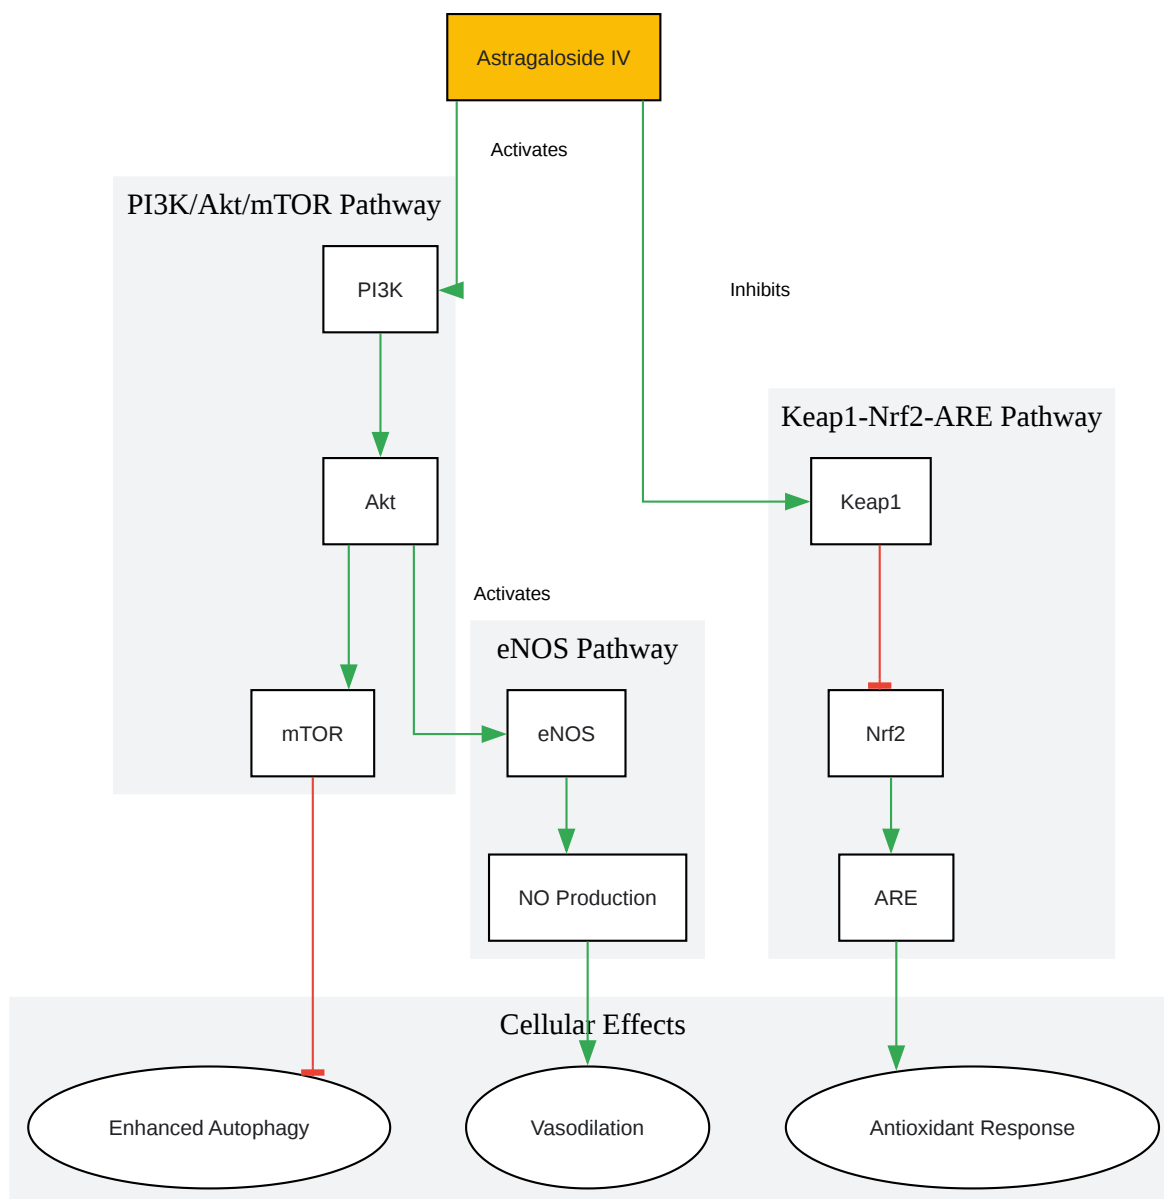 Astragaloside IV
Activates
PI3K/Akt/mTOR Pathway
PI3K
Inhibits
Keap1-Nrf2-ARE Pathway
Akt
Keap1
Activates
eNOS Pathway
mTOR
eNOS
Nrf2
NO Production
ARE
Cellular Effects
Enhanced Autophagy
Vasodilation
Antioxidant Response